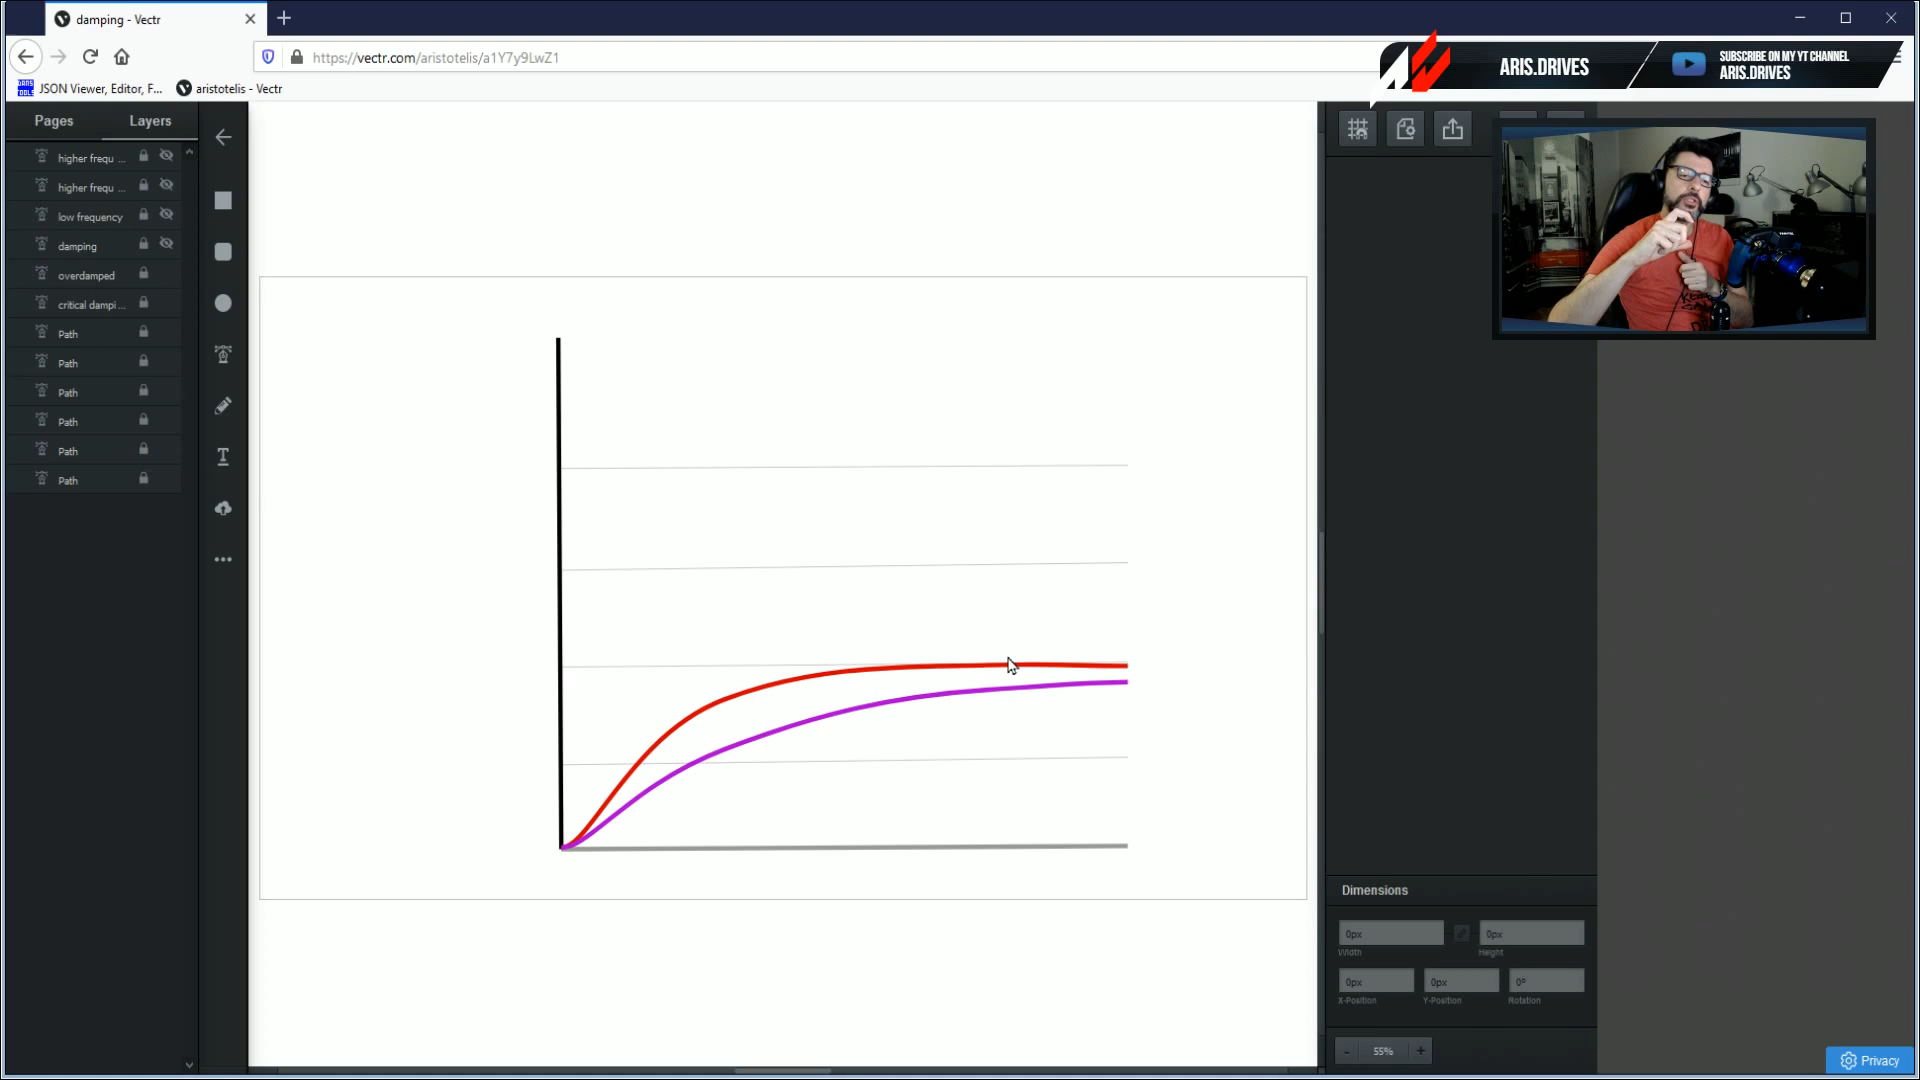 damping - Vectr
https://vectr.com/aristotelis/a1Y7y9LwZ1
JSON Viewer, Editor, F...
aristotelis - Vectr
ARIS.DRIVES
SUBSCRIBE ON MY YT CHANNEL
ARIS.DRIVES
Pages
Layers
higher frequ ...
higher frequ ...
low frequency
damping
overdamped
critical dampi ...
Path
Path
Path
Path
Path
Path
Dimensions
0px
0px
Width
Height
0px
0px
0°
X-Position
Y-Position
Rotation
- 55% +
Privacy